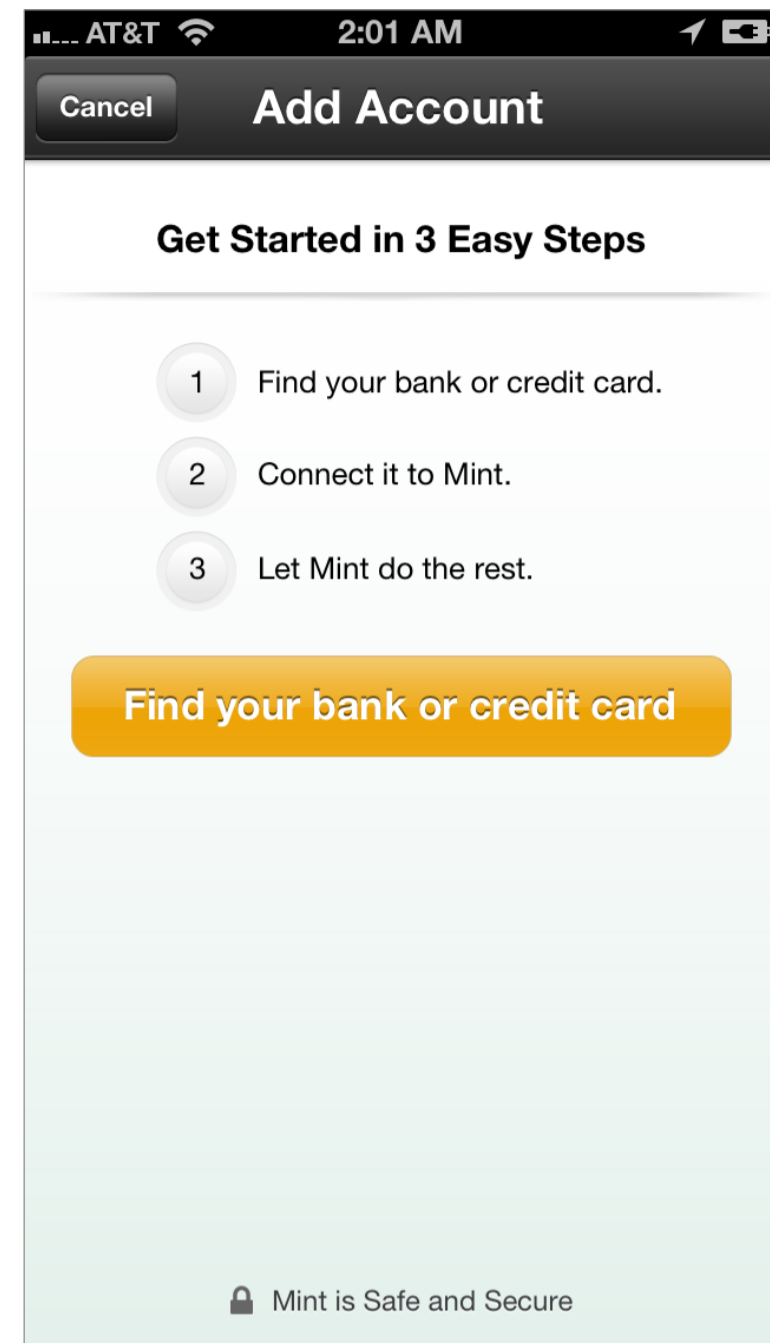 AT&T 2:01 AM
Cancel Add Account
Get Started in 3 Easy Steps
1 Find your bank or credit card.
2 Connect it to Mint.
3 Let Mint do the rest.
Find your bank or credit card
Mint is Safe and Secure